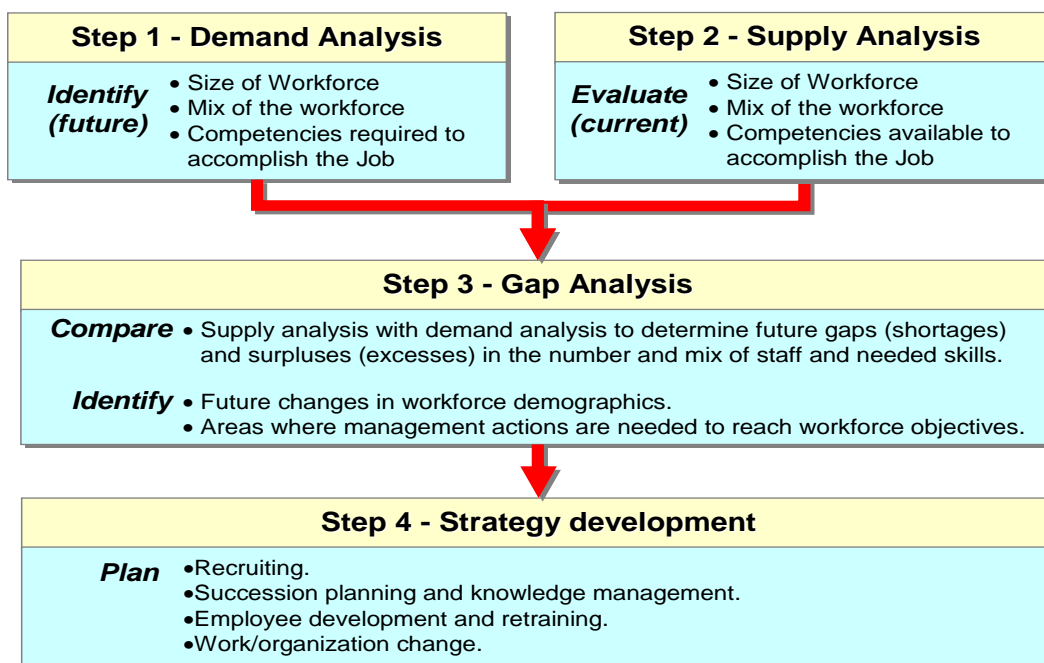 Step 1 - Demand Analysis
Identify
(future)
• Size of Workforce
• Mix of the workforce
• Competencies required to
accomplish the Job
Step 2 - Supply Analysis
Evaluate
(current)
• Size of Workforce
• Mix of the workforce
• Competencies available to
accomplish the Job
Step 3 - Gap Analysis
Compare • Supply analysis with demand analysis to determine future gaps (shortages)
and surpluses (excesses) in the number and mix of staff and needed skills.
Identify • Future changes in workforce demographics.
• Areas where management actions are needed to reach workforce objectives.
Step 4 - Strategy development
Plan •Recruiting.
•Succession planning and knowledge management.
•Employee development and retraining.
•Work/organization change.